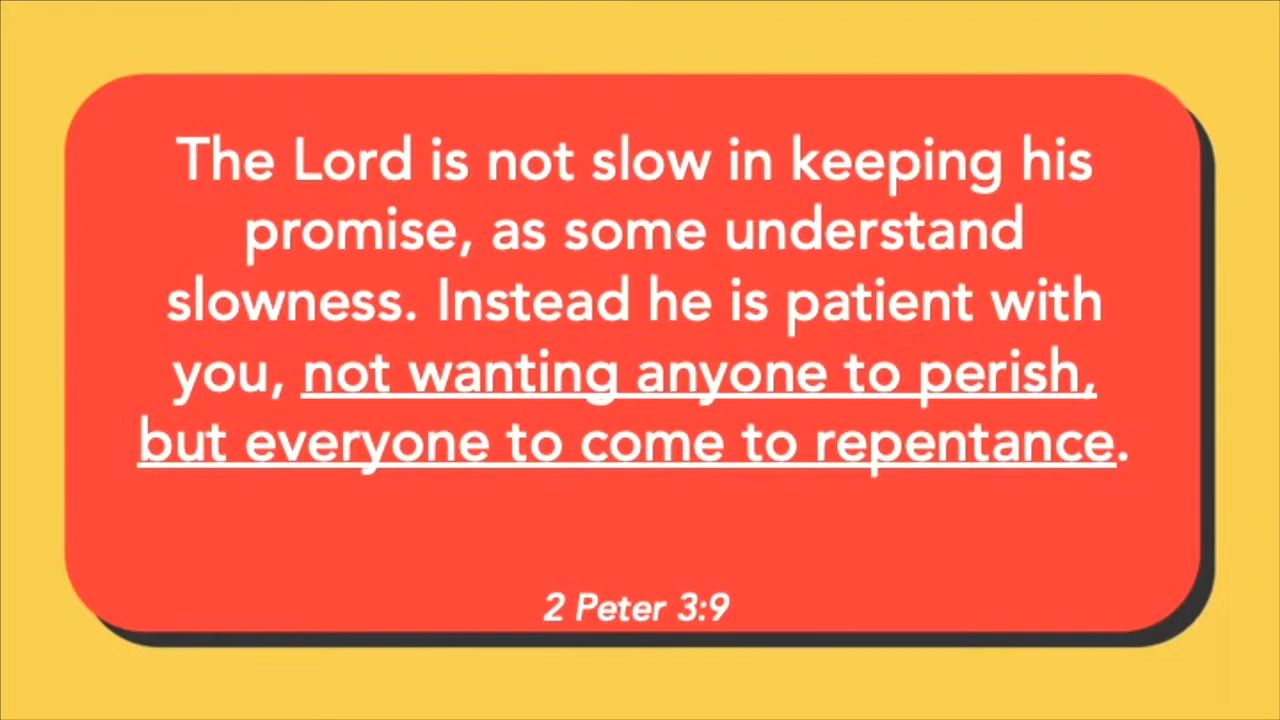 The Lord is not slow in keeping his
promise, as some understand
slowness. Instead he is patient with
you, not wanting anyone to perish,
but everyone to come to repentance.
2 Peter 3:9